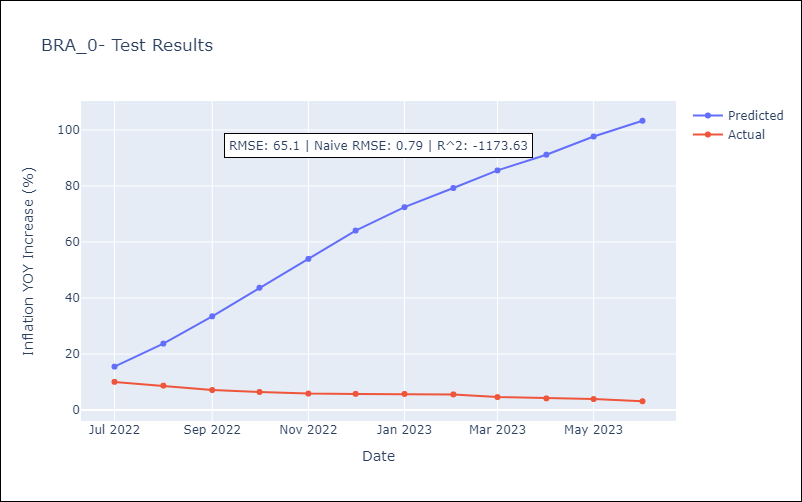 BRA_0- Test Results
Predicted
Actual
RMSE: 65.1 | Naive RMSE: 0.79 | R^2: -1173.63
Inflation YOY Increase (%)
100
80
60
40
20
0
Jul 2022 Sep 2022 Nov 2022 Jan 2023 Mar 2023 May 2023
Date